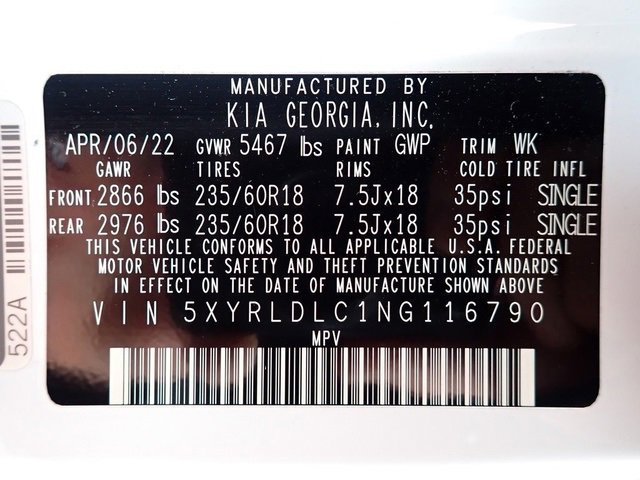 MANUFACTURED BY
KIA GEORGIA, INC.
APR/06/22 GVWR 5467 lbs PAINT GWP TRIM WK
GAWR TIRES RIMS COLD TIRE INFL
FRONT 2866 lbs 235/60R18 7.5Jx18 35psi SINGLE
REAR 2976 lbs 235/60R18 7.5Jx18 35psi SINGLE
THIS VEHICLE CONFORMS TO ALL APPLICABLE U.S.A. FEDERAL
MOTOR VEHICLE SAFETY AND THEFT PREVENTION STANDARDS
IN EFFECT ON THE DATE OF MANUFACTURE SHOWN ABOVE
VIN 5XYRLDLC1NG116790
MPV
522A